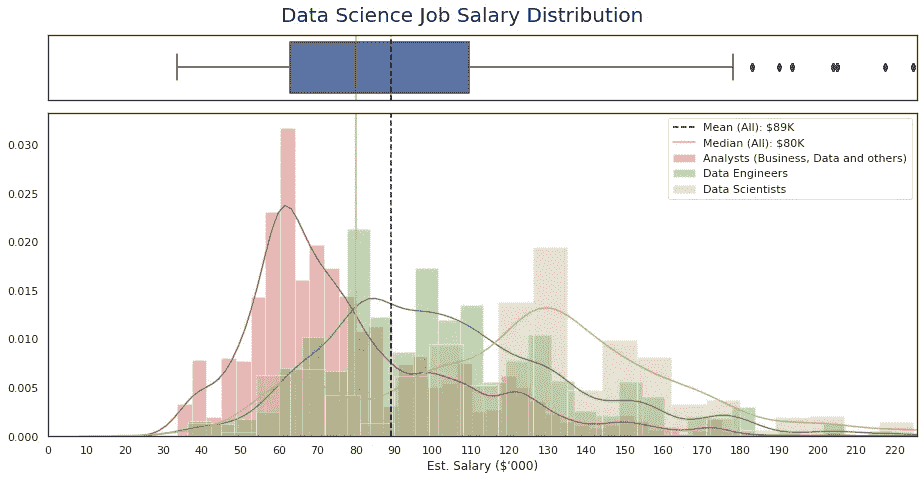 Data Science Job Salary Distribution
Mean (All): $89K
Median (All): $80K
Analysts (Business, Data and others)
Data Engineers
Data Scientists
0.030
0.025
0.020
0.015
0.010
0.005
0.000
0 10 20 30 40 50 60 70 80 90 100 110 120 130 140 150 160 170 180 190 200 210 220
Est. Salary ($'000)